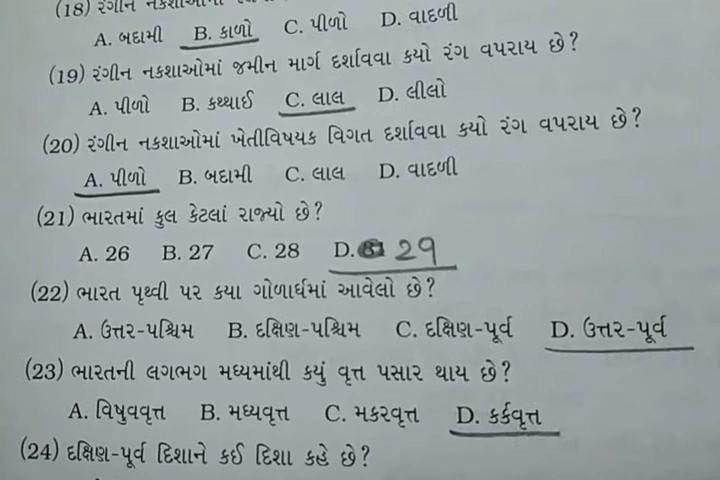 (18) રંગીન
A. બદામી B. કાળો C. પીળો D. વાદળી
(19) રંગીન નકશાઓમાં જમીન માર્ગ દર્શાવવા કયો રંગ વપરાય છે?
A. પીળો B. કથ્થાઈ C. લાલ D. લીલો
(20) રંગીન નકશાઓમાં ખેતીવિષયક વિગત દર્શાવવા કયો રંગ વપરાય છે?
A. પીળો B. બદામી C. લાલ D. વાદળી
(21) ભારતમાં કુલ કેટલાં રાજ્યો છે?
A. 26 B. 27 C. 28 D. 29
(22) ભારત પૃથ્વી પર કયા ગોળાર્ધમાં આવેલો છે?
A. ઉત્તર-પશ્ચિમ B. દક્ષિણ-પશ્ચિમ C. દક્ષિણ-પૂર્વ D. ઉત્તર-પૂર્વ
(23) ભારતની લગભગ મધ્યમાંથી કયું વૃત્ત પસાર થાય છે?
A. વિષુવવૃત્ત B. મધ્યવૃત્ત C. મકરવૃત્ત D. કર્કવૃત્ત
(24) દક્ષિણ-પૂર્વ દિશાને કઈ દિશા કહે છે?